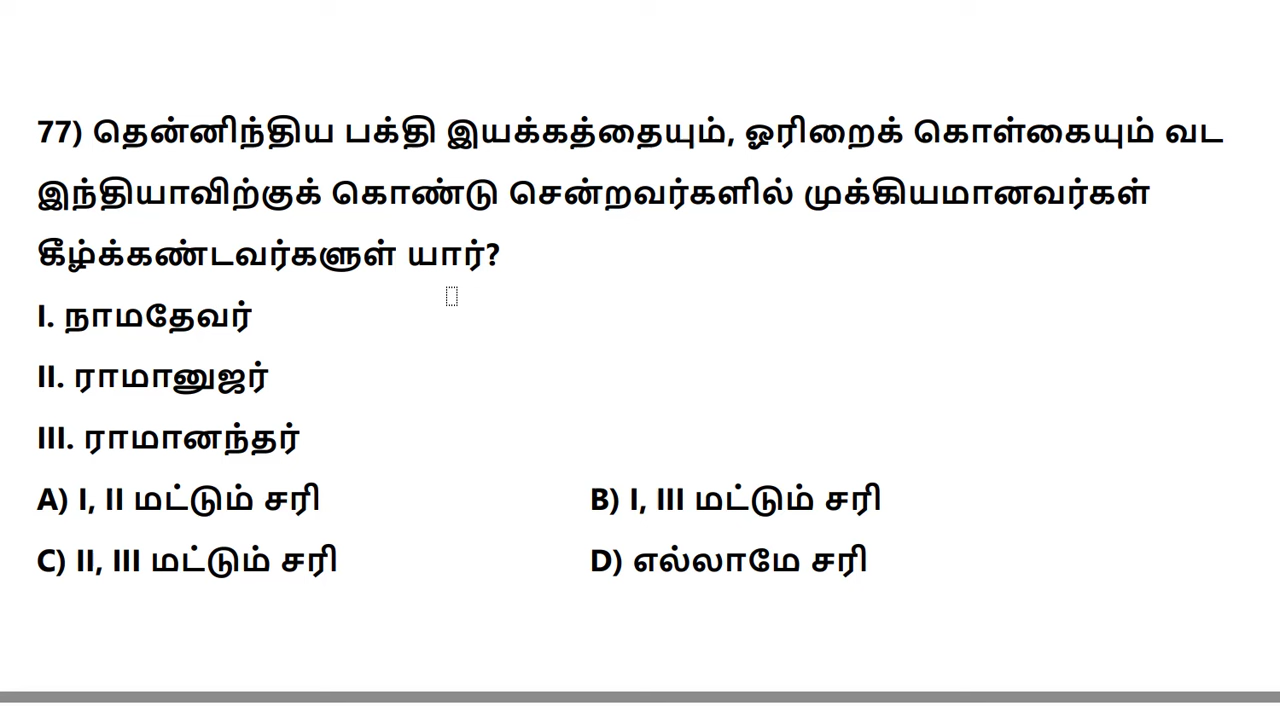 77) தென்னிந்திய பக்தி இயக்கத்தையும், ஓரிறைக் கொள்கையும் வட
இந்தியாவிற்குக் கொண்டு சென்றவர்களில் முக்கியமானவர்கள்
கீழ்க்கண்டவர்களுள் யார்?
I. நாமதேவர்
II. ராமானுஜர்
III. ராமானந்தர்
A) I, II மட்டும் சரி B) I, III மட்டும் சரி
C) II, III மட்டும் சரி D) எல்லாமே சரி